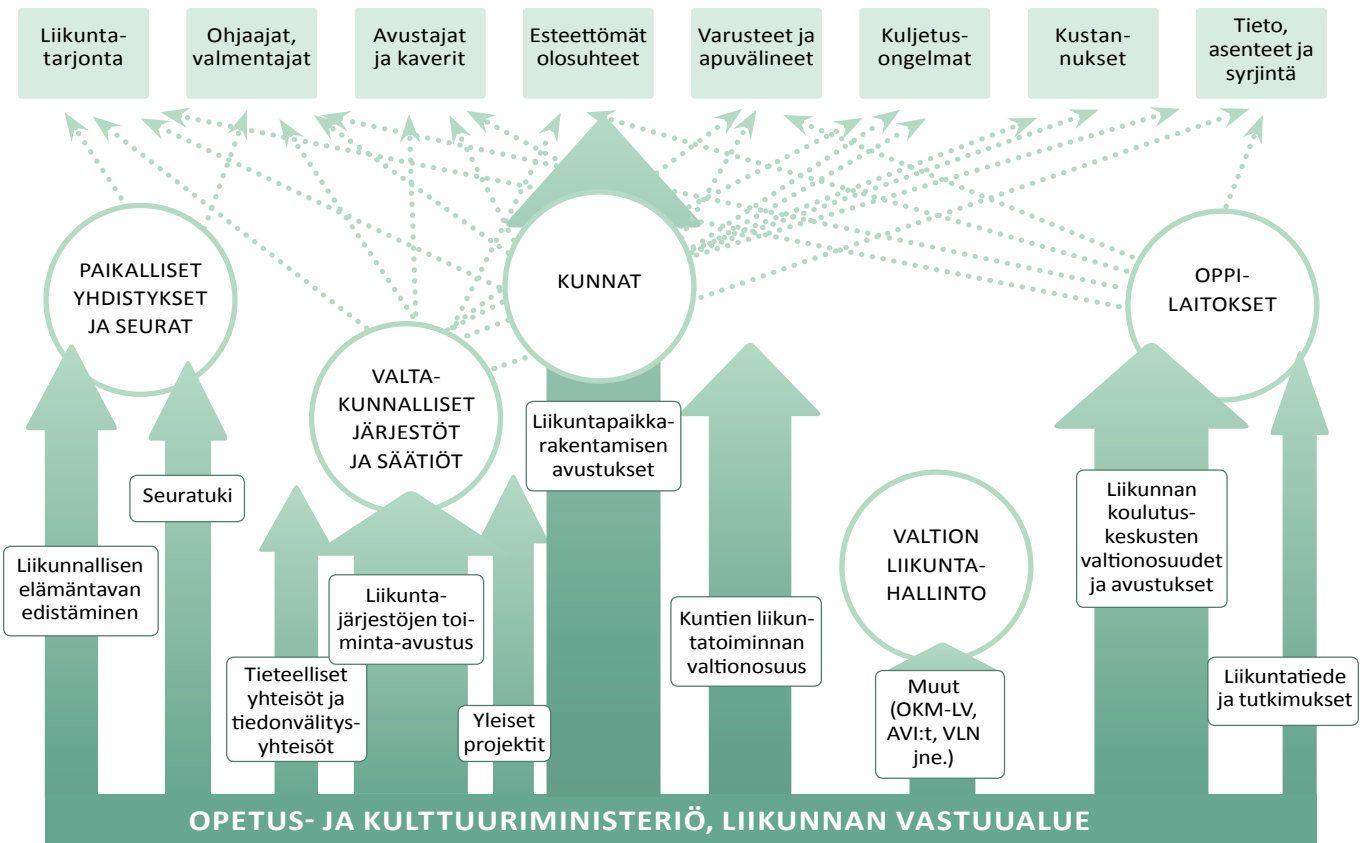 Liikunta-
tarjonta
Ohjaajat,
valmentajat
Avustajat
ja kaverit
Esteettömät
olosuhteet
Varusteet ja
apuvälineet
Kuljetus-
ongelmat
Kustan-
nukset
Tieto,
asenteet ja
syrjintä
PAIKALLISET
YHDISTYKSET
JA SEURAT
VALTA-
KUNNALLISET
JÄRJESTÖT
JA SÄÄTIÖT
KUNNAT
OPPI-
LAITOKSET
VALTION
LIIKUNTA-
HALLINTO
Liikunnallisen
elämäntavan
edistäminen
Seuratuki
Tieteelliset
yhteisöt ja
tiedonvälitys-
yhteisöt
Liikunta-
järjestöjen toi-
minta-avustus
Yleiset
projektit
Liikuntapaikka-
rakentamisen
avustukset
Kuntien liikun-
tatoiminnan
valtionosuus
Muut
(OKM-LV,
AVI:t, VLN
jne.)
Liikunnan
koulutus-
keskusten
valtionosuudet
ja avustukset
Liikuntatiede
ja tutkimukset
OPETUS- JA KULTTUURIMINISTERIÖ, LIIKUNNAN VASTUUALUE